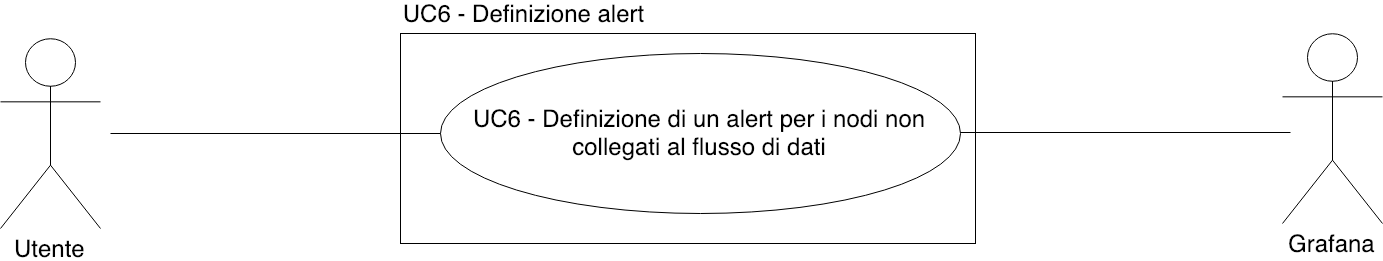 UC6 - Definizione alert
UC6 - Definizione di un alert per i nodi non
collegati al flusso di dati
Utente
Grafana